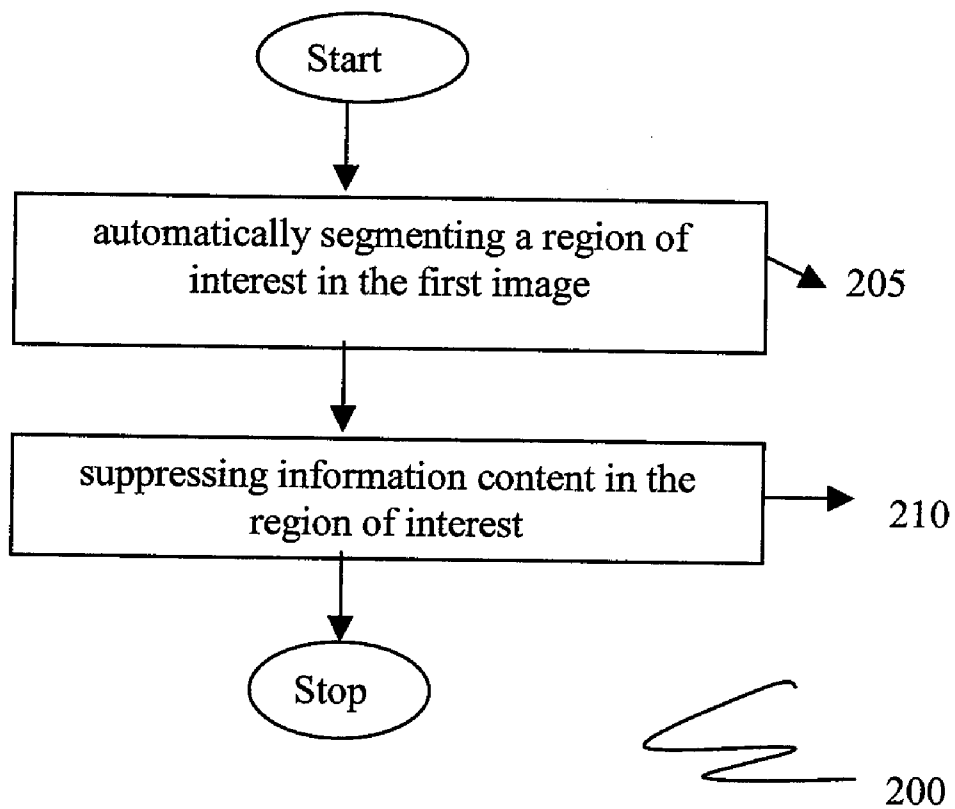 Start
automatically segmenting a region of
interest in the first image
205
suppressing information content in the
region of interest
210
Stop
200